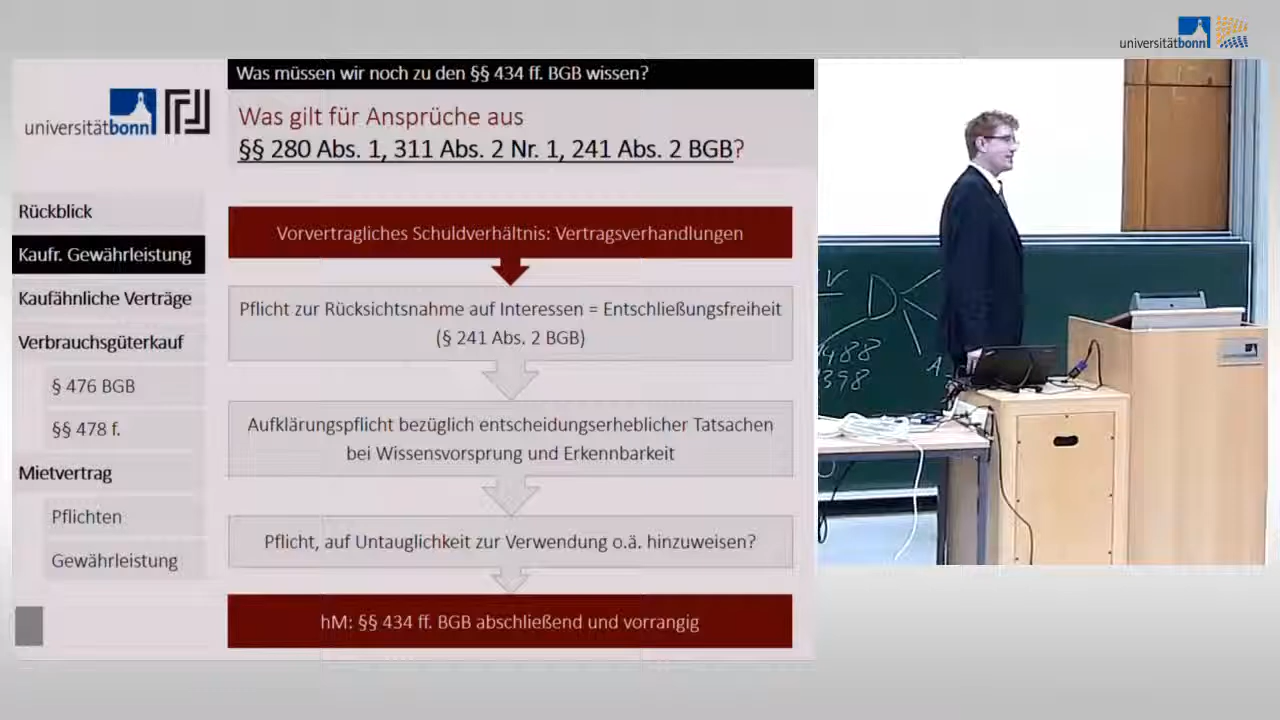 universitätbonn
Was müssen wir noch zu den §§ 434 ff. BGB wissen?
universitätbonn
Was gilt für Ansprüche aus
§§ 280 Abs. 1, 311 Abs. 2 Nr. 1, 241 Abs. 2 BGB?
Rückblick
Kaufr. Gewährleistung
Kaufähnliche Verträge
Verbrauchsgüterkauf
§ 476 BGB
§§ 478 f.
Mietvertrag
Pflichten
Gewährleistung
Vorvertragliches Schuldverhältnis: Vertragsverhandlungen
Pflicht zur Rücksichtsnahme auf Interessen = Entschließungsfreiheit
(§ 241 Abs. 2 BGB)
Aufklärungspflicht bezüglich entscheidungserheblicher Tatsachen
bei Wissensvorsprung und Erkennbarkeit
Pflicht, auf Untauglichkeit zur Verwendung o.ä. hinzuweisen?
hM: §§ 434 ff. BGB abschließend und vorrangig
V
D
A
1488
1398